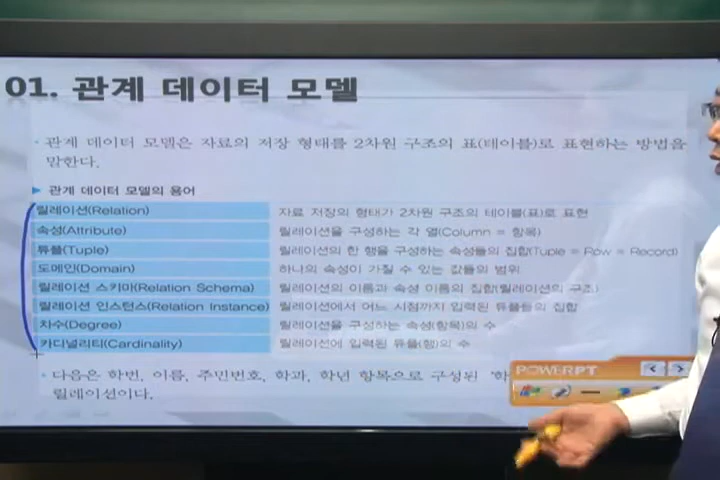 01. 관계 데이터 모델
· 관계 데이터 모델은 자료의 저장 형태를 2차원 구조의 표(테이블)로 표현하는 방법을
말한다.
▶ 관계 데이터 모델의 용어
릴레이션(Relation) 자료 저장의 형태가 2차원 구조의 테이블(표)로 표현
속성(Attribute) 릴레이션을 구성하는 각 열(Column = 항목)
튜플(Tuple) 릴레이션의 한 행을 구성하는 속성들의 집합(Tuple = Row = Record)
도메인(Domain) 하나의 속성이 가질 수 있는 값들의 범위
릴레이션 스키마(Relation Schema) 릴레이션의 이름과 속성 이름의 집합(릴레이션의 구조)
릴레이션 인스턴스(Relation Instance) 릴레이션에서 어느 시점까지 입력된 튜플들의 집합
차수(Degree) 릴레이션을 구성하는 속성(항목)의 수
카디널리티(Cardinality) 릴레이션에 입력된 튜플(행)의 수
· 다음은 학번, 이름, 주민번호, 학과, 학년 항목으로 구성된 '학
릴레이션이다.
POWERPT